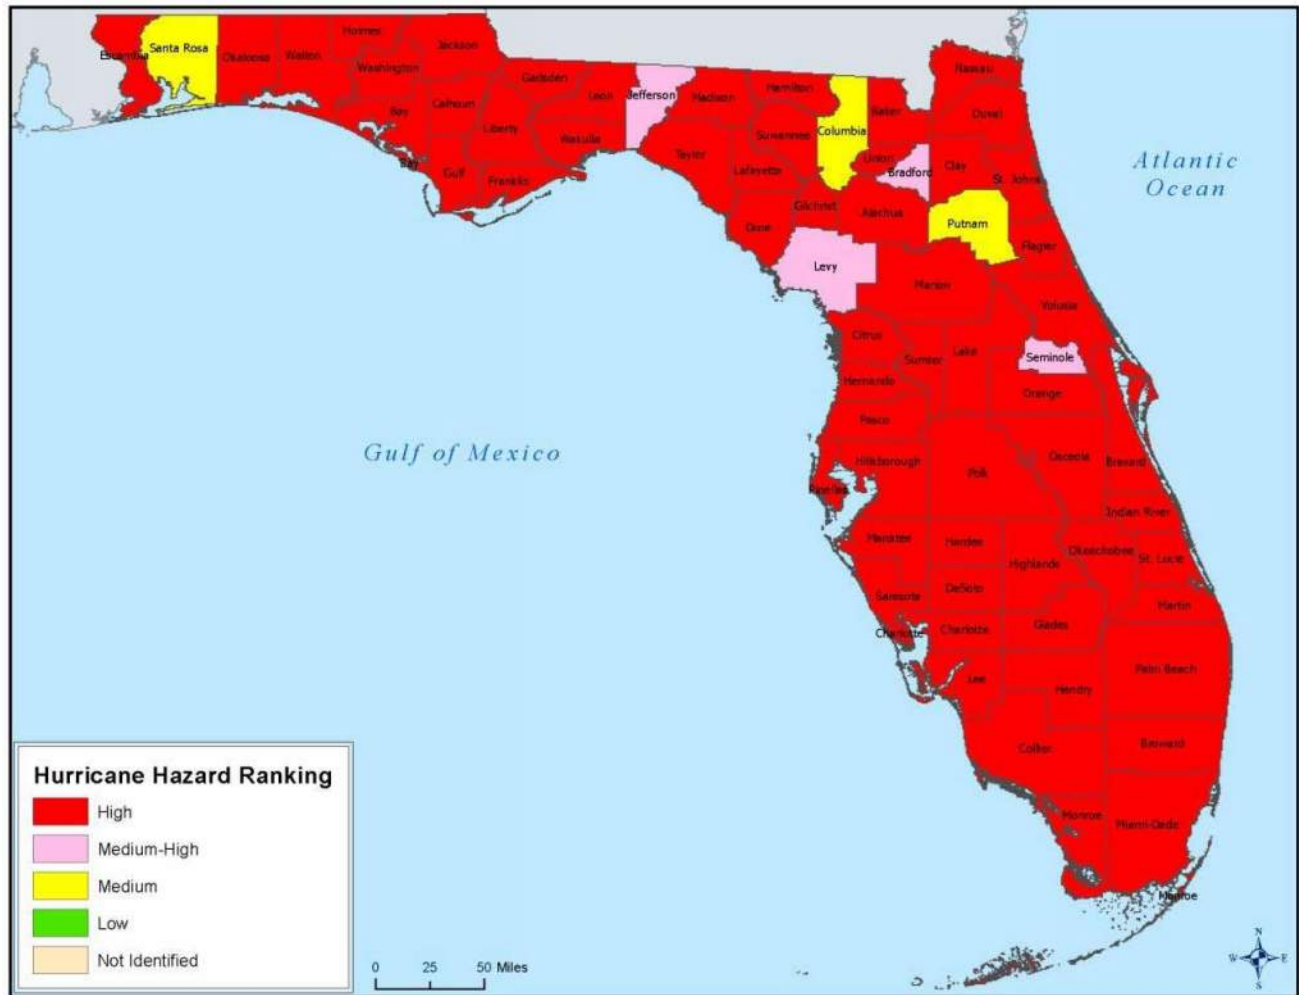 Holmes
Santa Rosa
Escambia
Okaloosa
Walton
Jackson
Washington
Gadsden
Leon
Jefferson
Madison
Hamilton
Nassau
Calhoun
Bay
Liberty
Wakulla
Suwannee
Columbia
Baker
Duval
Taylor
Lafayette
Union
Bradford
Clay
Atlantic
Ocean
Bay
Gulf
Franklin
St. Johns
Dixie
Gilchrist
Alachua
Putnam
Flagler
Levy
Marion
Volusia
Citrus
Sumter
Lake
Seminole
Hernando
Orange
Pasco
Gulf of Mexico
Hillsborough
Polk
Osceola
Brevard
Pinellas
Indian River
Manatee
Hardee
Highlands
Okeechobee
St. Lucie
Sarasota
DeSoto
Martin
Charlotte
Charlotte
Glades
Lee
Hendry
Palm Beach
Collier
Broward
Monroe
Miami-Dade
Monroe
Hurricane Hazard Ranking
High
Medium-High
Medium
Low
Not Identified
0 25 50 Miles
N
W E
S